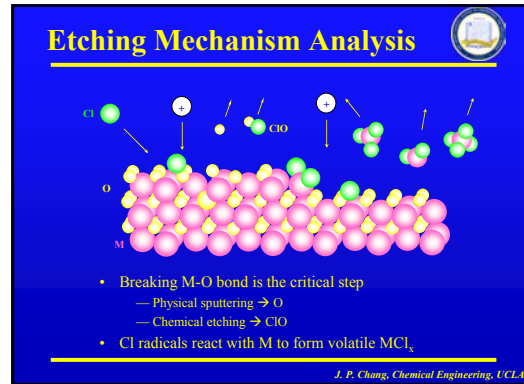 Etching Mechanism Analysis
Cl
+
+
ClO
O
M
• Breaking M-O bond is the critical step
— Physical sputtering → O
— Chemical etching → ClO
• Cl radicals react with M to form volatile MClₓ
J. P. Chang, Chemical Engineering, UCLA